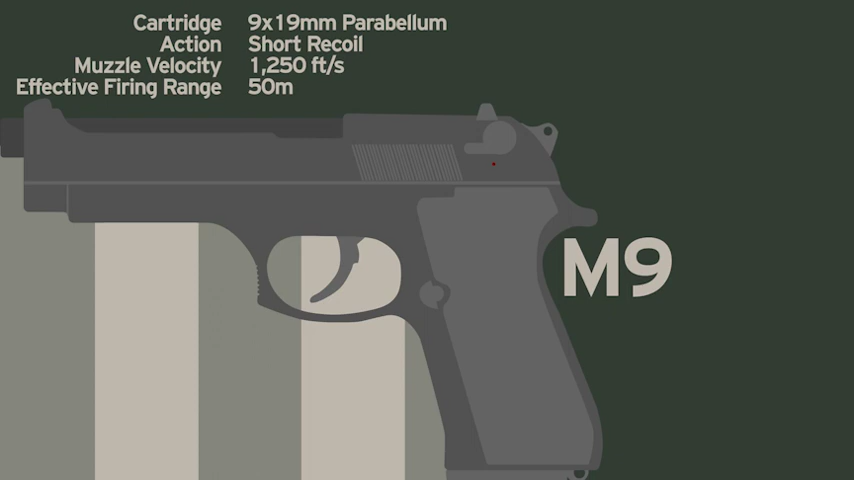 Cartridge 9x19mm Parabellum
Action Short Recoil
Muzzle Velocity 1,250 ft/s
Effective Firing Range 50m
M9